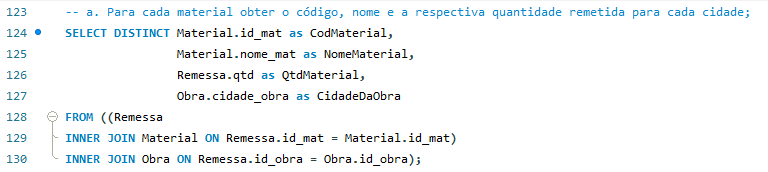 123 -- a. Para cada material obter o código, nome e a respectiva quantidade remetida para cada cidade;
124 SELECT DISTINCT Material.id_mat as CodMaterial,
125 Material.nome_mat as NomeMaterial,
126 Remessa.qtd as QtdMaterial,
127 Obra.cidade_obra as CidadeDaObra
128 FROM ((Remessa
129 INNER JOIN Material ON Remessa.id_mat = Material.id_mat)
130 INNER JOIN Obra ON Remessa.id_obra = Obra.id_obra);